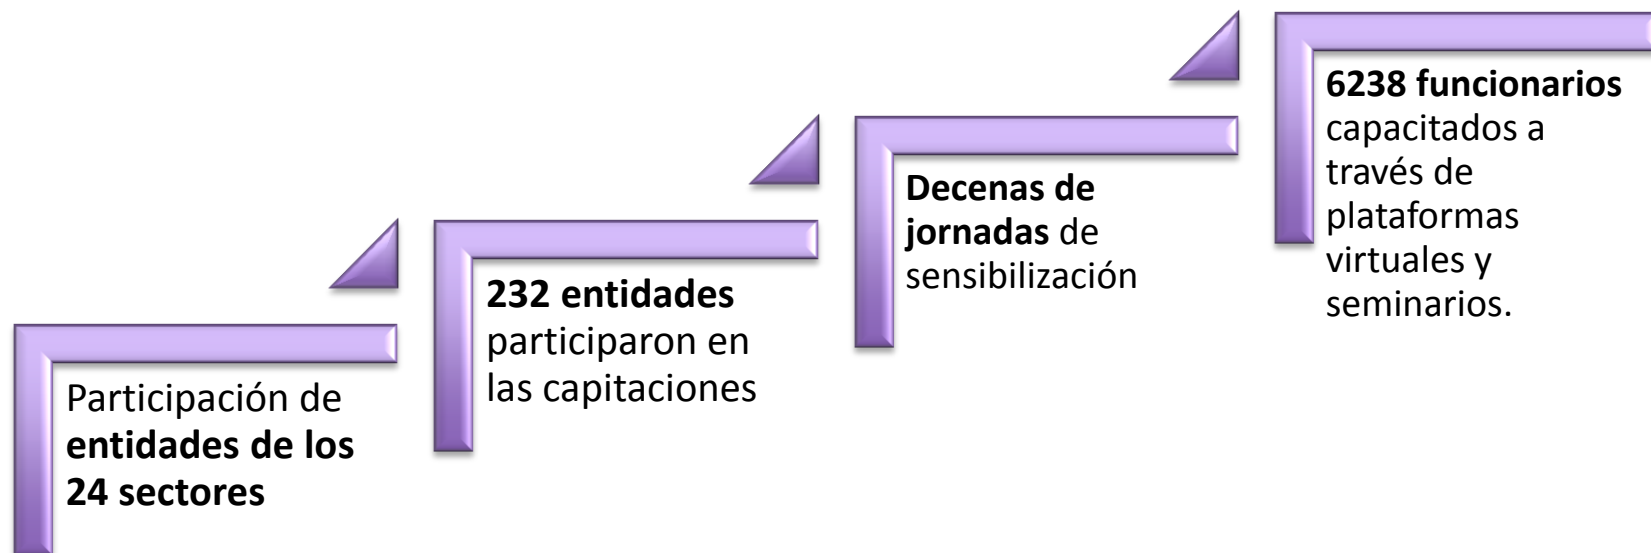 Participación de
entidades de los
24 sectores
232 entidades
participaron en
las capitaciones
Decenas de
jornadas de
sensibilización
6238 funcionarios
capacitados a
través de
plataformas
virtuales y
seminarios.